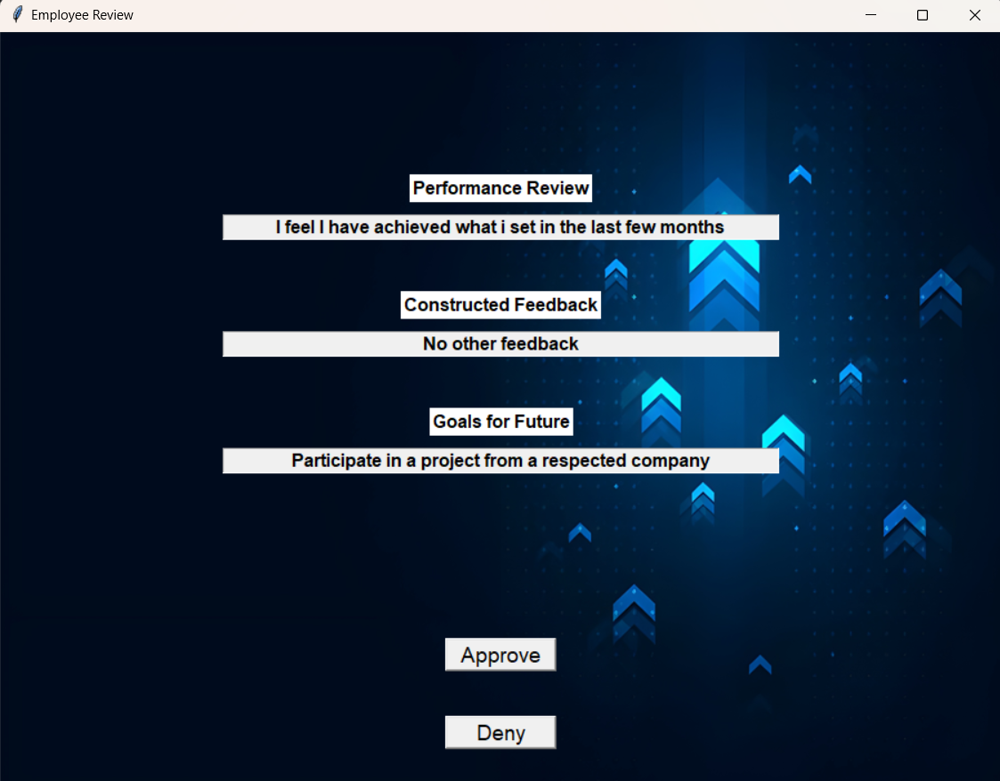 Employee Review
Performance Review
I feel I have achieved what i set in the last few months
Constructed Feedback
No other feedback
Goals for Future
Participate in a project from a respected company
Approve
Deny